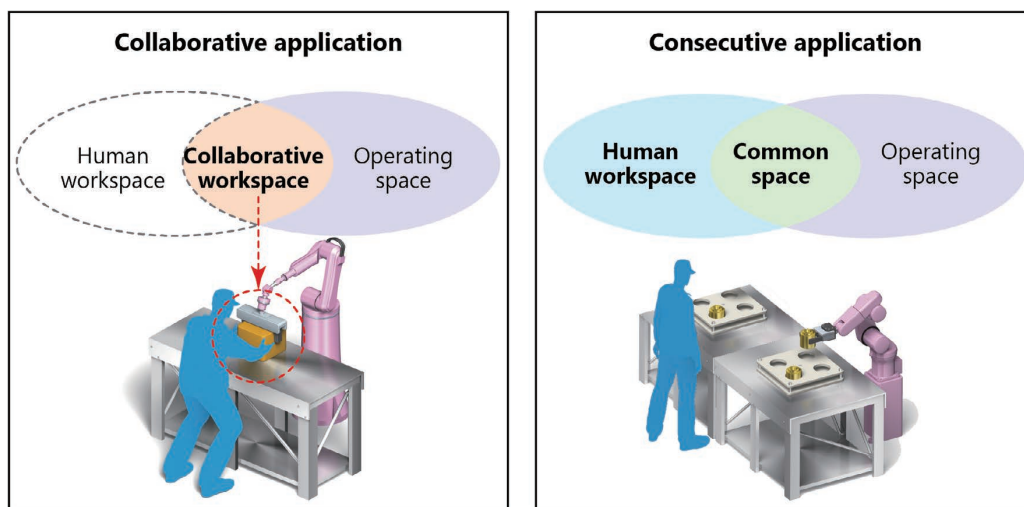 Collaborative application
Human
workspace
Collaborative
workspace
Operating
space
Consecutive application
Human
workspace
Common
space
Operating
space